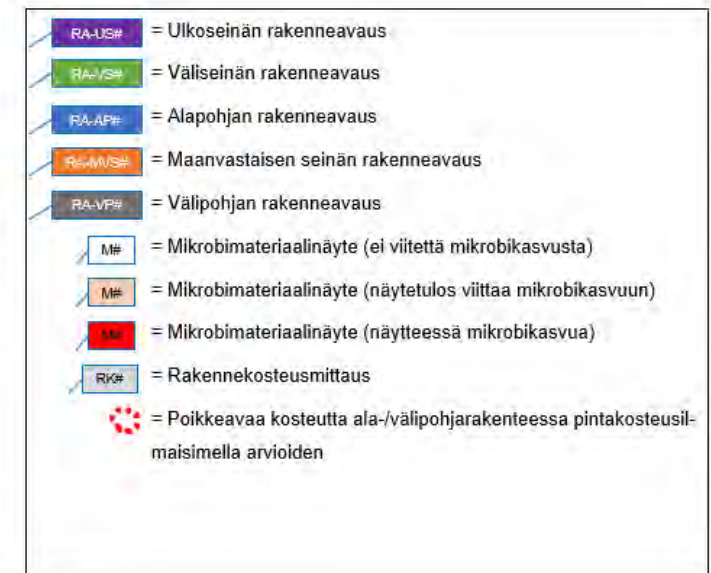 RA-US# = Ulkoseinän rakenneavaus
RA-VS# = Väliseinän rakenneavaus
RA-AP# = Alapohjan rakenneavaus
RA-MVS# = Maanvastaisen seinän rakenneavaus
RA-VP# = Välipohjan rakenneavaus
M# = Mikrobimateriaalinäyte (ei viitettä mikrobikasvusta)
M# = Mikrobimateriaalinäyte (näytetulos viittaa mikrobikasvuun)
M# = Mikrobimateriaalinäyte (näytteessä mikrobikasvua)
RK# = Rakennekosteusmittaus
= Poikkeavaa kosteutta ala-/välipohjarakenteessa pintakosteusil-
maisimella arvioiden